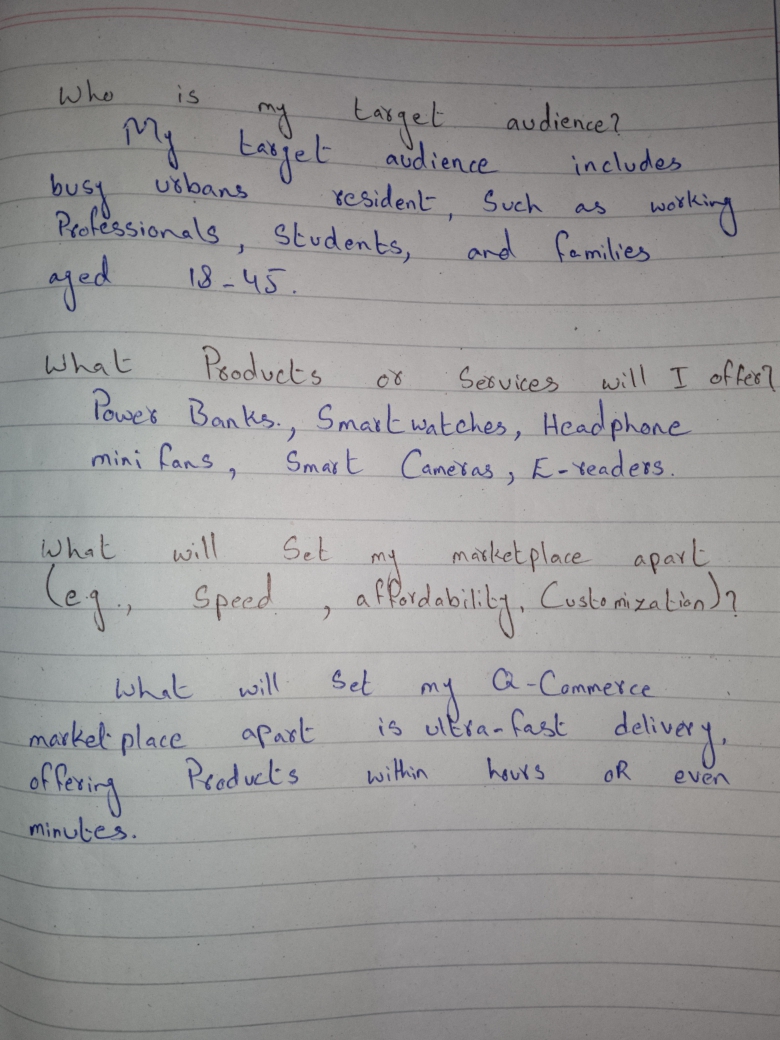 Who is my target audience?
My target audience includes
busy urbans resident, Such as working
Professionals, Students, and families
aged 18-45.
What Products or Services will I offer?
Power Banks., Smart watches, Headphone
mini fans, Smart Cameras, E-readers.
What will Set my marketplace apart
(e.g., Speed, affordability, Customization)?
What will Set my Q-Commerce
marketplace apart is ultra-fast delivery,
offering Products within hours OR even
minutes.